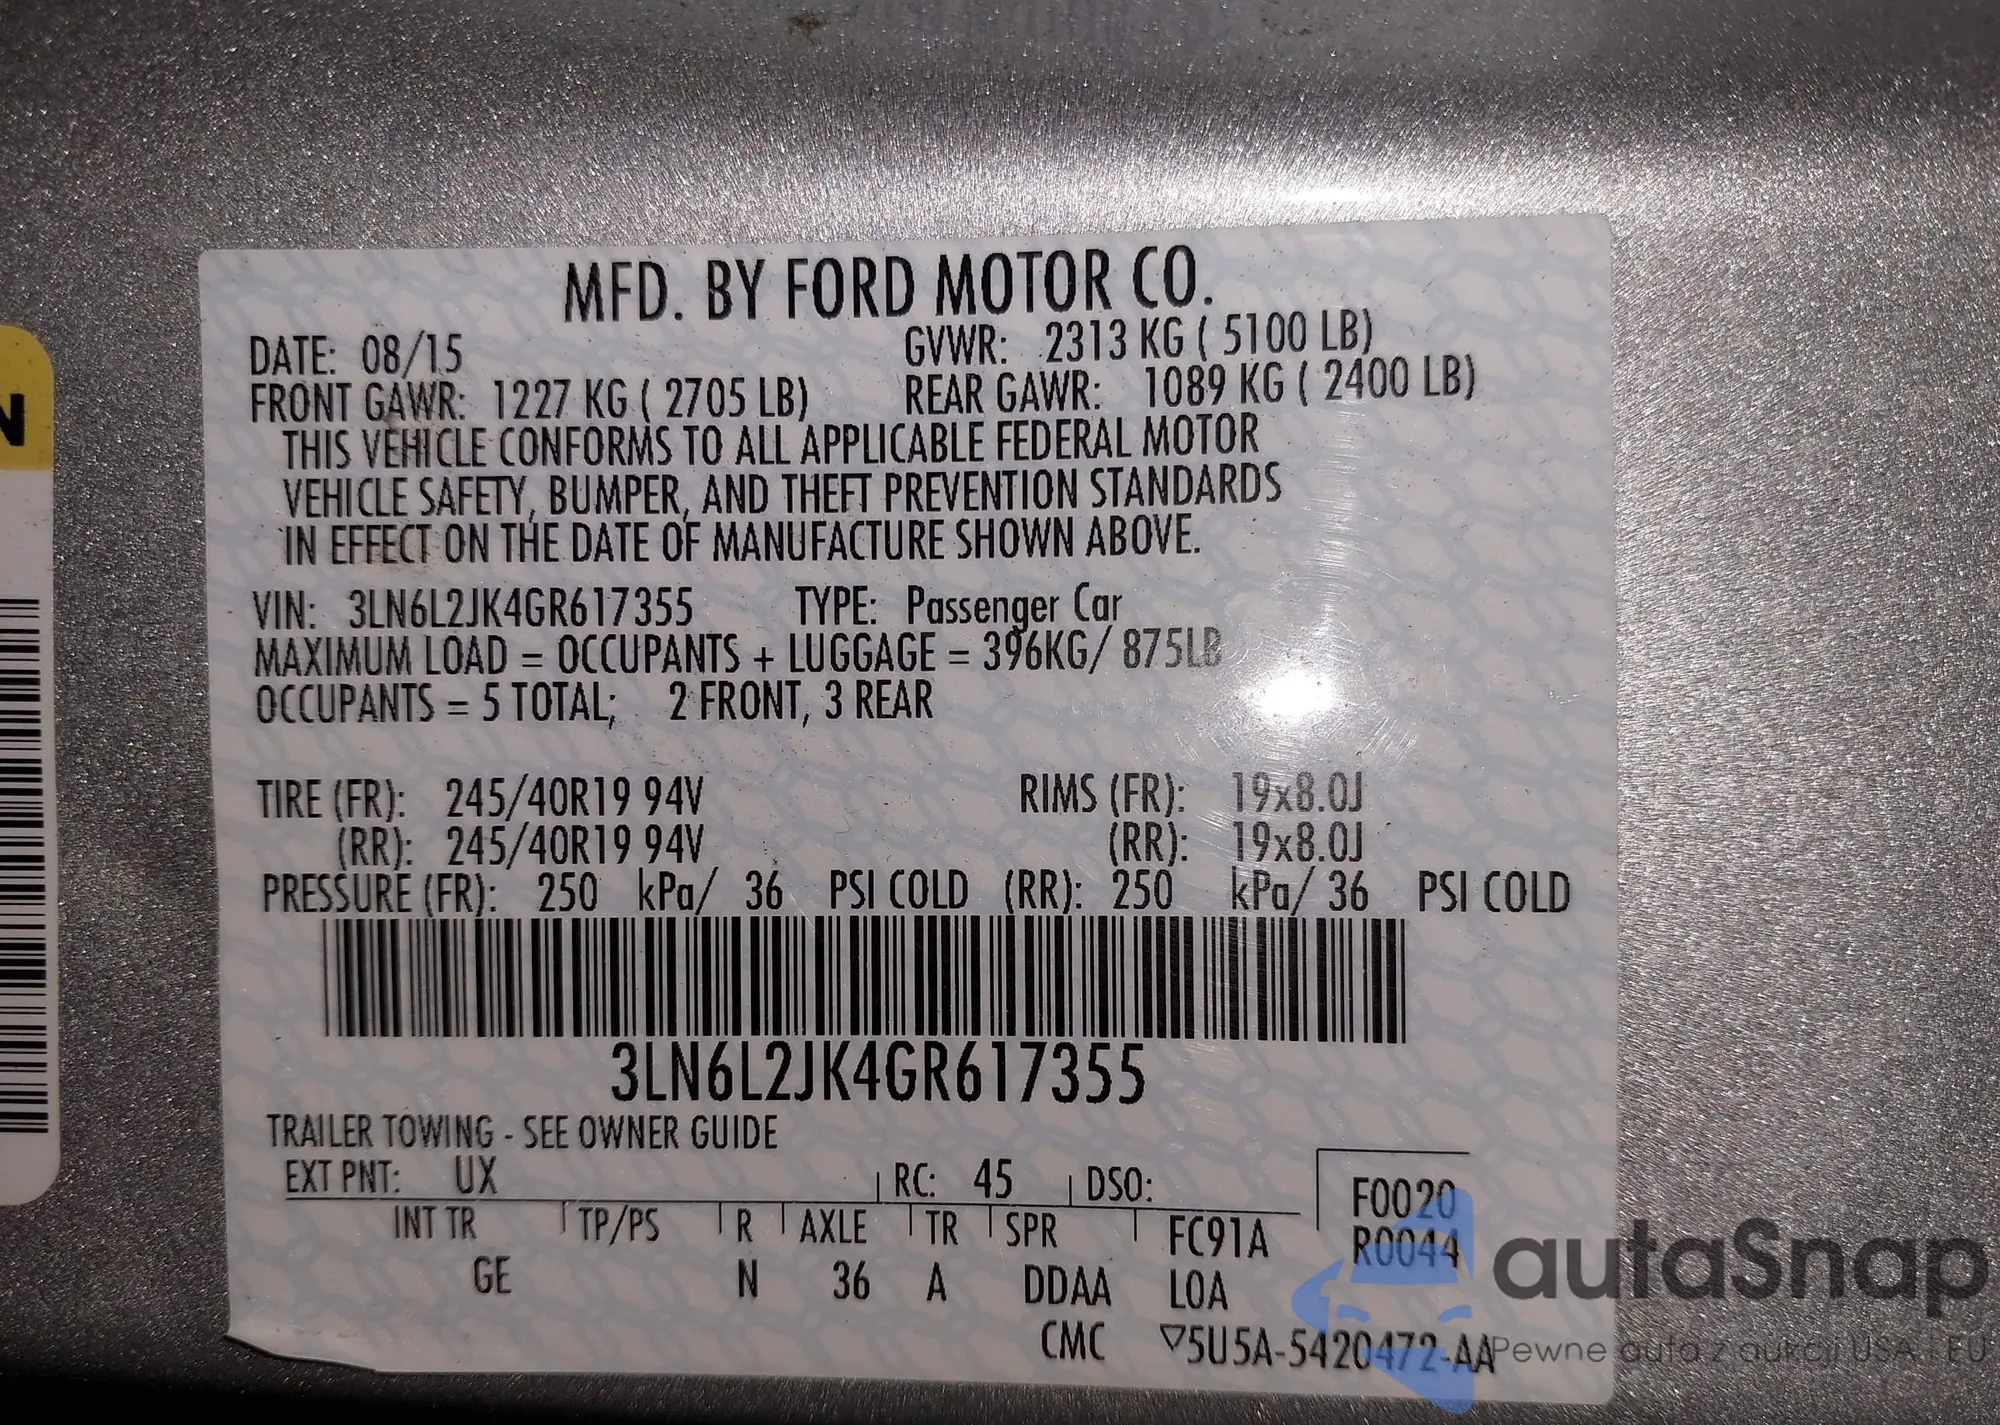 N
MFD. BY FORD MOTOR CO.
DATE: 08/15 GVWR: 2313 KG ( 5100 LB)
FRONT GAWR: 1227 KG ( 2705 LB) REAR GAWR: 1089 KG ( 2400 LB)
THIS VEHICLE CONFORMS TO ALL APPLICABLE FEDERAL MOTOR
VEHICLE SAFETY, BUMPER, AND THEFT PREVENTION STANDARDS
IN EFFECT ON THE DATE OF MANUFACTURE SHOWN ABOVE.
VIN: 3LN6L2JK4GR617355 TYPE: Passenger Car
MAXIMUM LOAD = OCCUPANTS + LUGGAGE = 396KG/ 875LB
OCCUPANTS = 5 TOTAL; 2 FRONT, 3 REAR
TIRE (FR): 245/40R19 94V RIMS (FR): 19x8.0J
(RR): 245/40R19 94V (RR): 19x8.0J
PRESSURE (FR): 250 kPa/ 36 PSI COLD (RR): 250 kPa/ 36 PSI COLD
3LN6L2JK4GR617355
TRAILER TOWING - SEE OWNER GUIDE
EXT PNT: UX RC: 45 DSO: F0020
INT TR TP/PS R AXLE TR SPR FC91A R0044
GE N 36 A DDAA LOA
CMC ▽5U5A-5420472-AA
autaSnap
Pewne auta z aukcji USA i EU